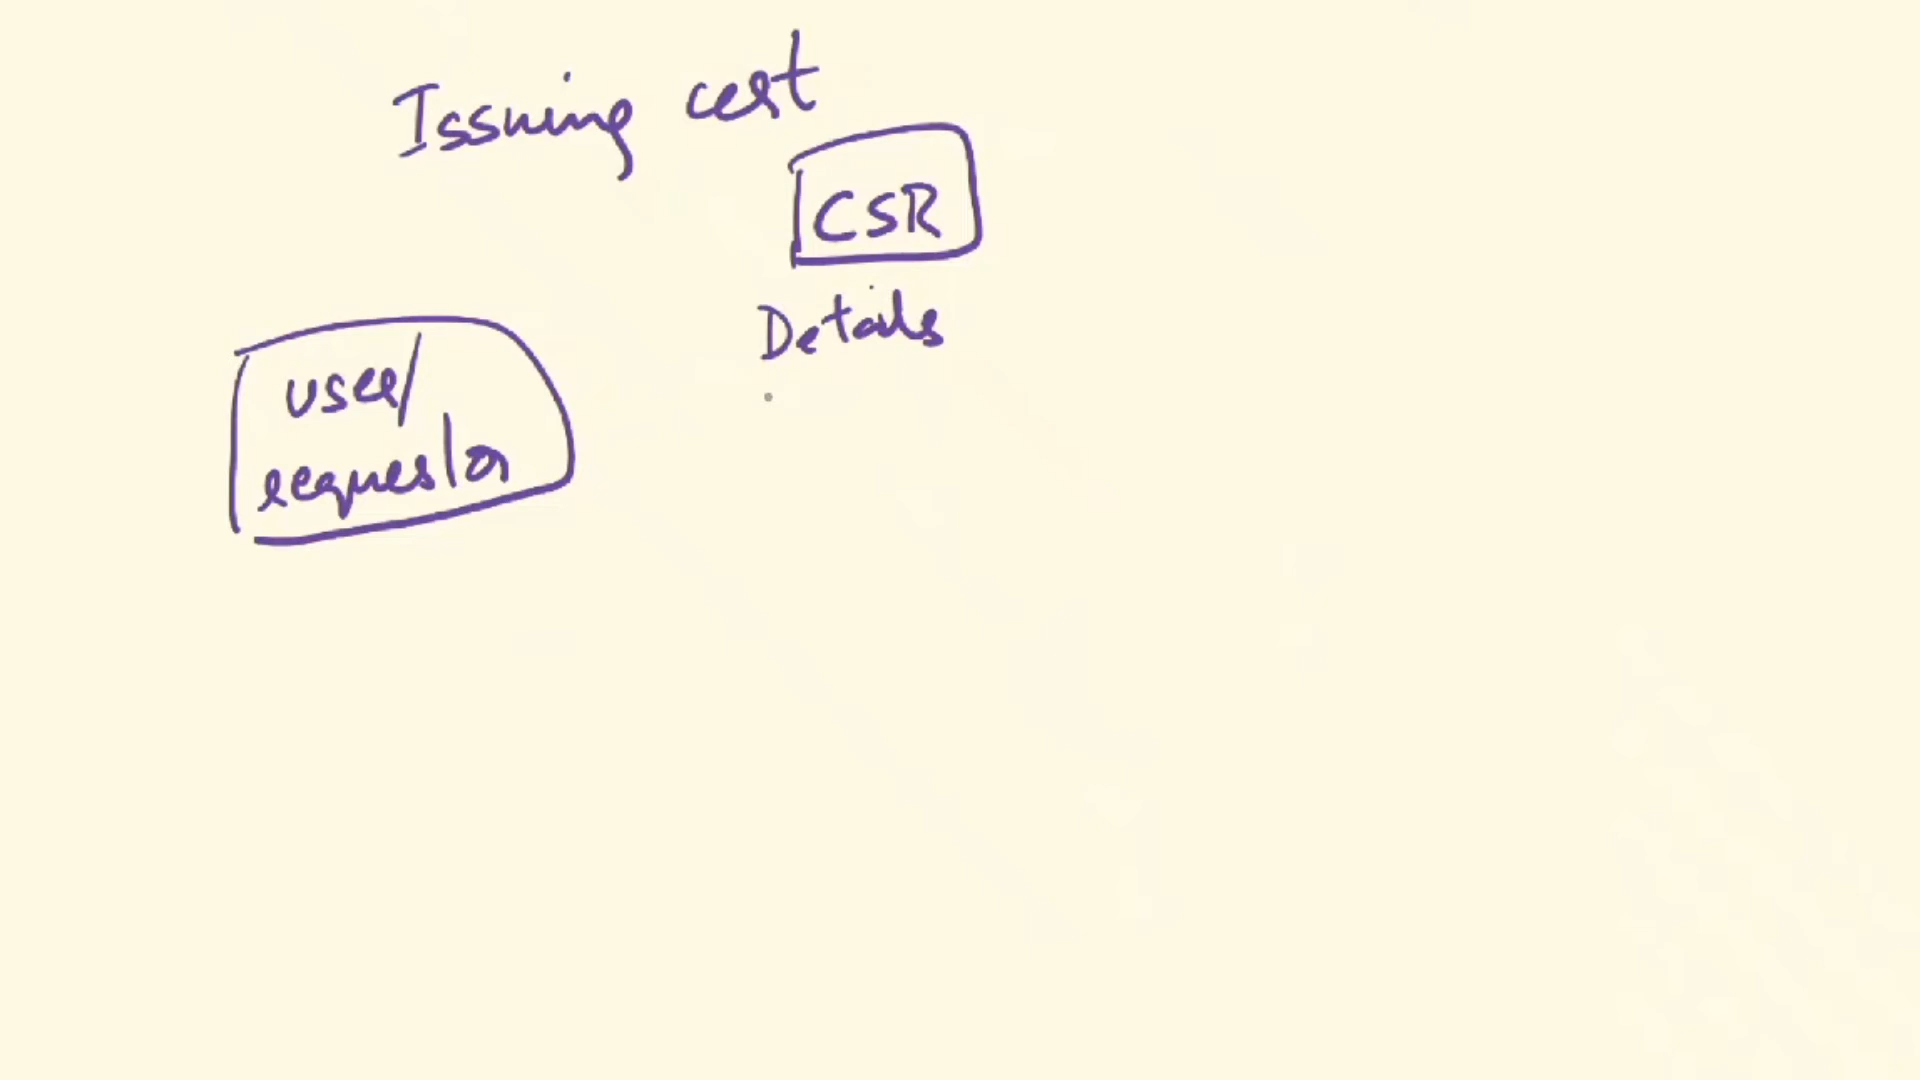 Issuing cert
CSR
Details
user/
requestor